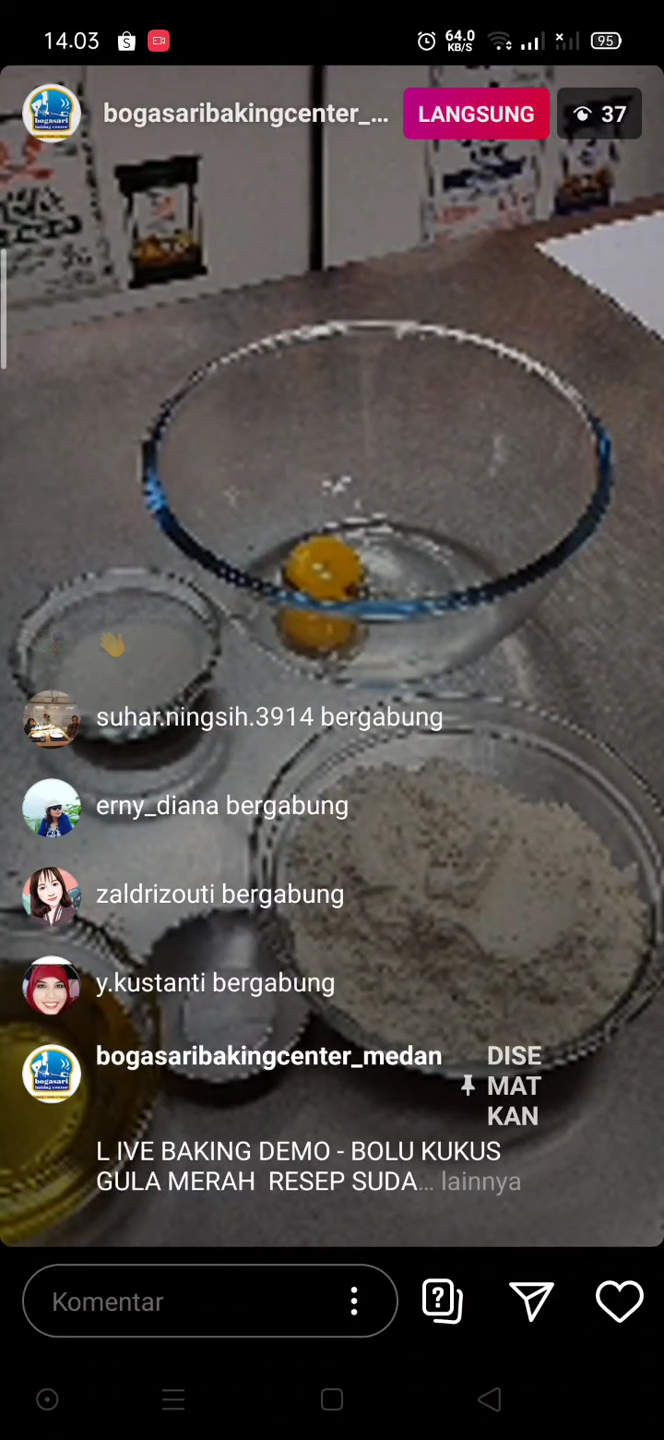 14.03
64.0
KB/S
95
bogasaribakingcenter_...
LANGSUNG
37
suhar.ningsih.3914 bergabung
erny_diana bergabung
zaldrizouti bergabung
y.kustanti bergabung
bogasari
bogasaribakingcenter_medan
DISE
MAT
KAN
L IVE BAKING DEMO - BOLU KUKUS
GULA MERAH  RESEP SUDA... lainnya
Komentar